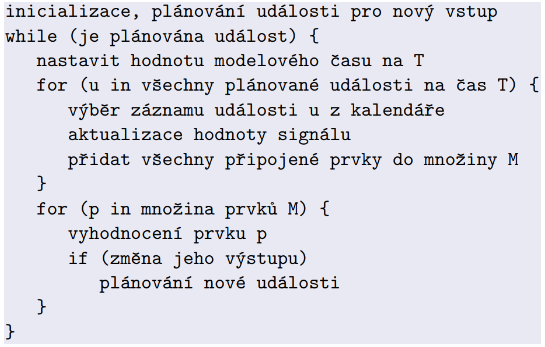 inicializace, plánování události pro nový vstup
while (je plánována událost) {
nastavit hodnotu modelového času na T
for (u in všechny plánované události na čas T) {
výběr záznamu události u z kalendáře
aktualizace hodnoty signálu
přidat všechny připojené prvky do množiny M
}
for (p in množina prvků M) {
vyhodnocení prvku p
if (změna jeho výstupu)
plánování nové události
}
}